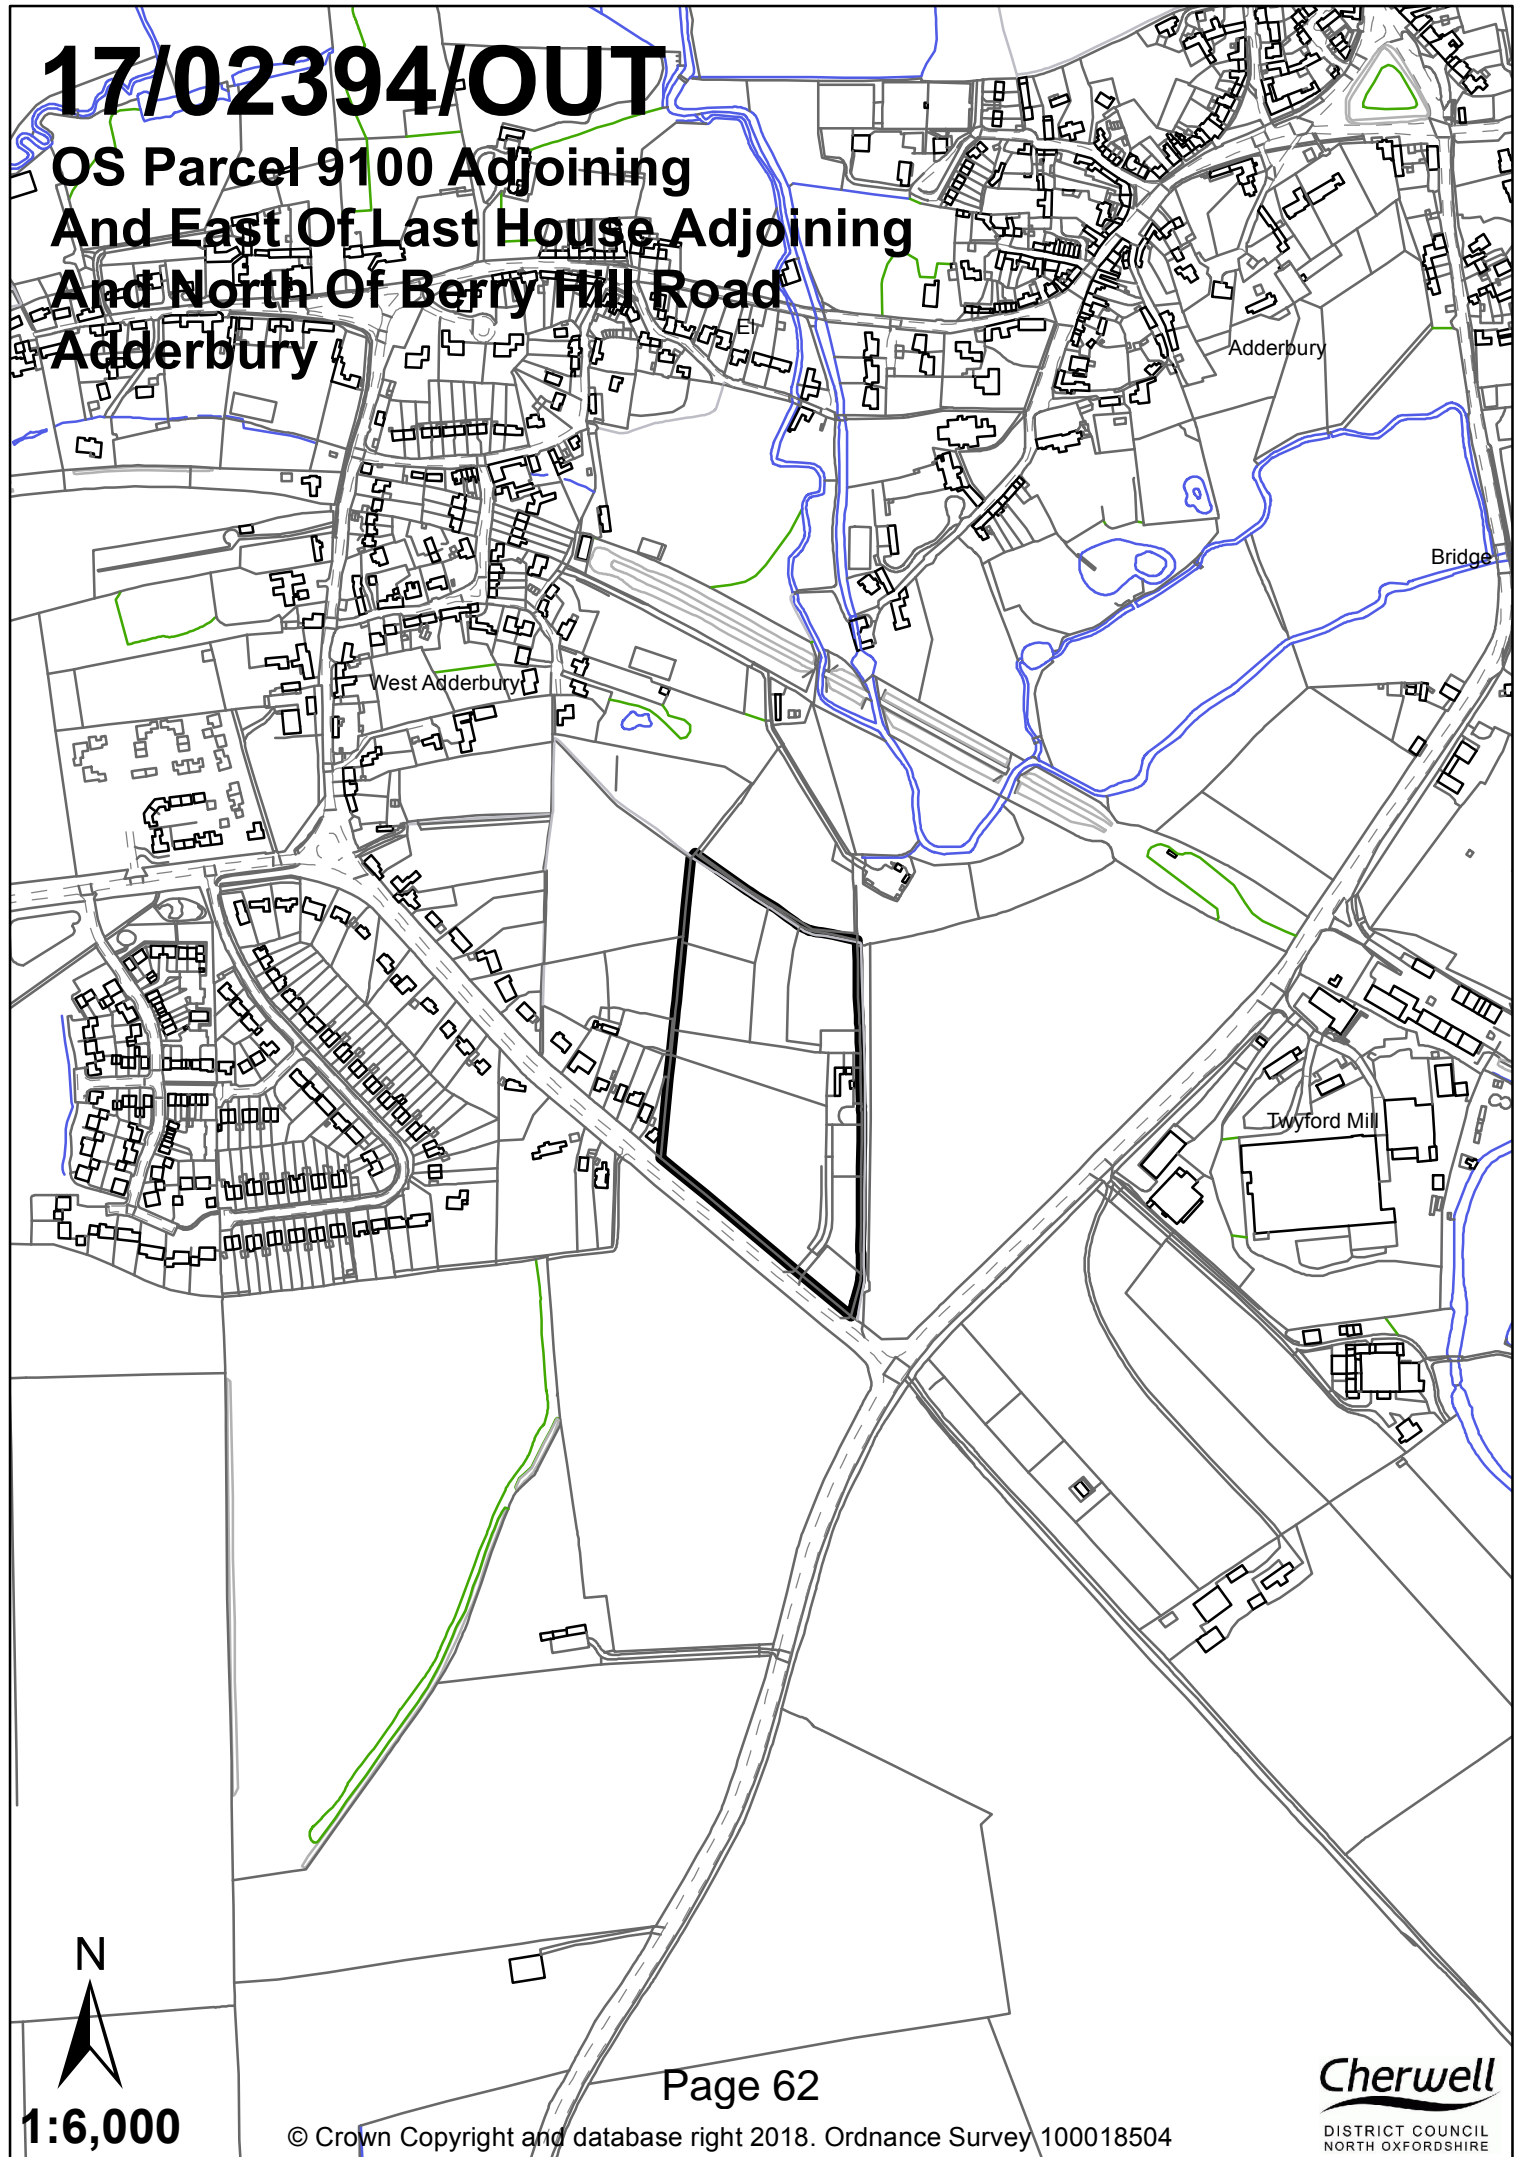 17/02394/OUT
OS Parcel 9100 Adjoining
And East Of Last House Adjoining
And North Of Berry Hill Road
Adderbury
El
Adderbury
Bridge
West Adderbury
Twyford Mill
N
1:6,000
Page 62
© Crown Copyright and database right 2018. Ordnance Survey 100018504
Cherwell
DISTRICT COUNCIL
NORTH OXFORDSHIRE